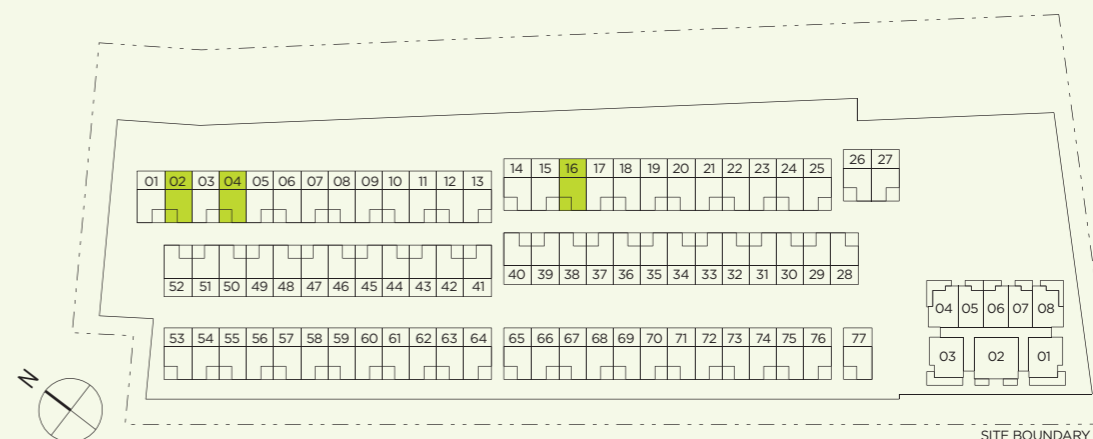 01 02 03 04 05 06 07 08 09 10 11 12 13
14 15 16 17 18 19 20 21 22 23 24 25
26 27
52 51 50 49 48 47 46 45 44 43 42 41
40 39 38 37 36 35 34 33 32 31 30 29 28
53 54 55 56 57 58 59 60 61 62 63 64
65 66 67 68 69 70 71 72 73 74 75 76
77
04 05 06 07 08
03 02 01
N
SITE BOUNDARY